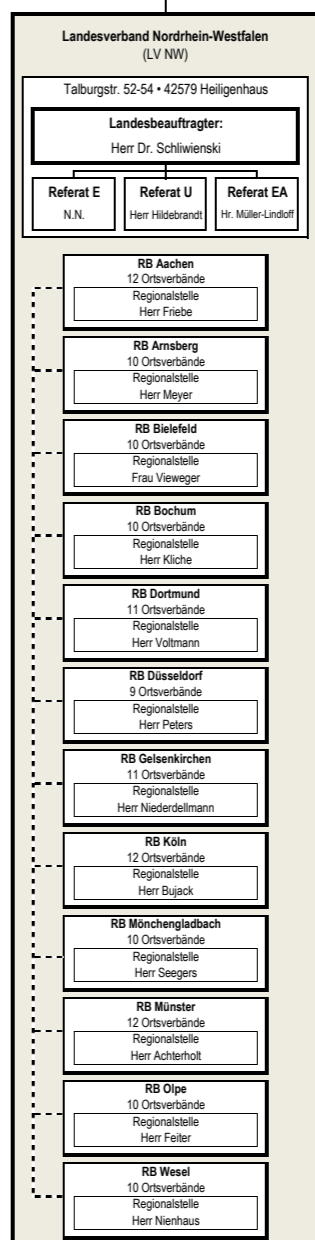 Landesverband Nordrhein-Westfalen
(LV NW)
Talburgstr. 52-54 • 42579 Heiligenhaus
Landesbeauftragter:
Herr Dr. Schliwienski
Referat E
N.N.
Referat U
Herr Hildebrandt
Referat EA
Hr. Müller-Lindloff
RB Aachen
12 Ortsverbände
Regionalstelle
Herr Friebe
RB Arnsberg
10 Ortsverbände
Regionalstelle
Herr Meyer
RB Bielefeld
10 Ortsverbände
Regionalstelle
Frau Vieweger
RB Bochum
10 Ortsverbände
Regionalstelle
Herr Kliche
RB Dortmund
11 Ortsverbände
Regionalstelle
Herr Voltmann
RB Düsseldorf
9 Ortsverbände
Regionalstelle
Herr Peters
RB Gelsenkirchen
11 Ortsverbände
Regionalstelle
Herr Niederdellmann
RB Köln
12 Ortsverbände
Regionalstelle
Herr Bujack
RB Mönchengladbach
10 Ortsverbände
Regionalstelle
Herr Seegers
RB Münster
12 Ortsverbände
Regionalstelle
Herr Achterholt
RB Olpe
10 Ortsverbände
Regionalstelle
Herr Feiter
RB Wesel
10 Ortsverbände
Regionalstelle
Herr Nienhaus